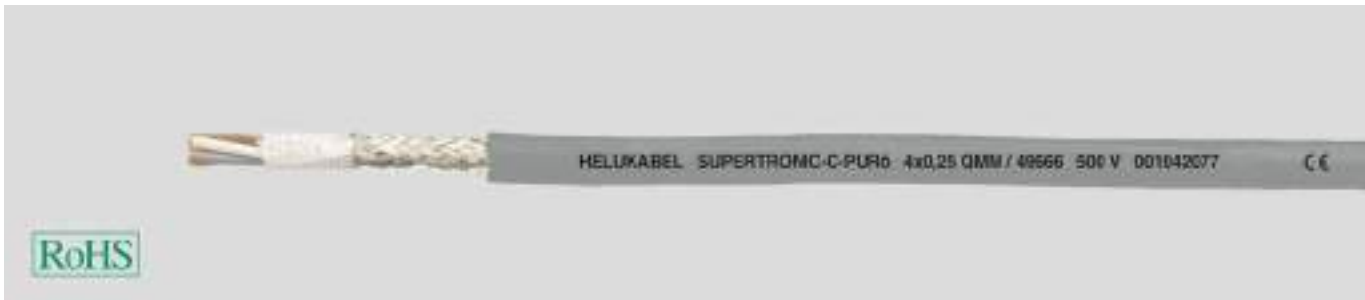 HELUKABEL SUPERTRONIC-C-PURö 4x0,25 QMM / 49666 500 V 001042077 CE
RoHS